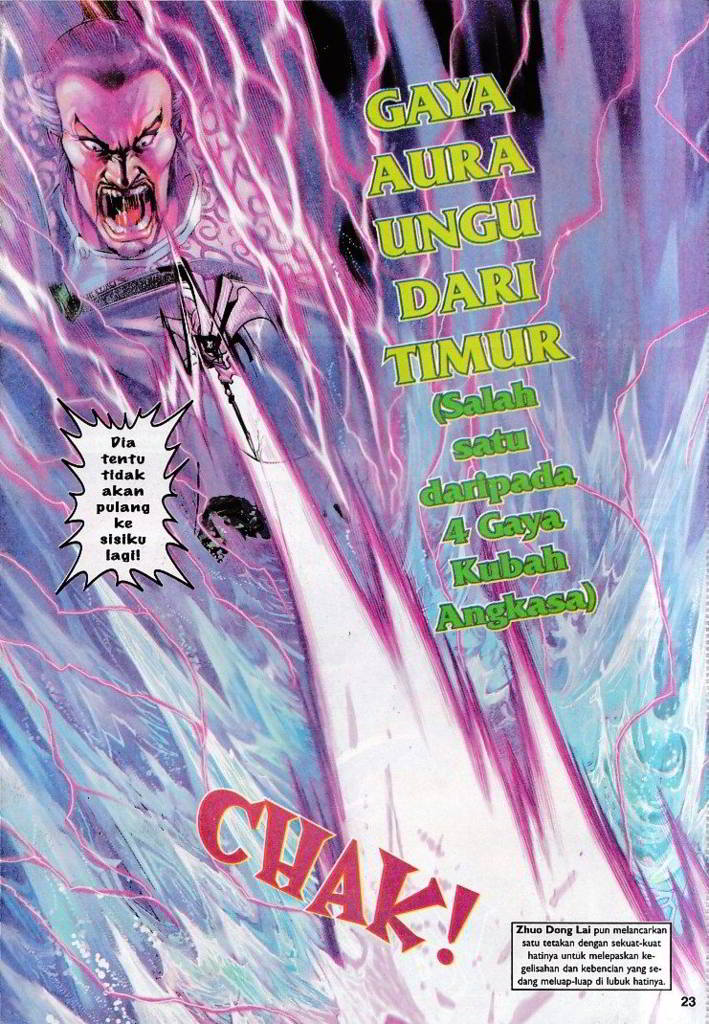 GAYA
AURA
UNGU
DARI
TIMUR
(Salah
satu
daripada
4 Gaya
Kubah
Angkasa)
Dia
tentu
tidak
akan
pulang
ke
sisiku
lagi!
CHAK!
Zhuo Dong Lai pun melancarkan
satu tetakan dengan sekuat-kuat
hatinya untuk melepaskan ke-
gelisahan dan kebencian yang se-
dang meluap-luap di lubuk hatinya.
23